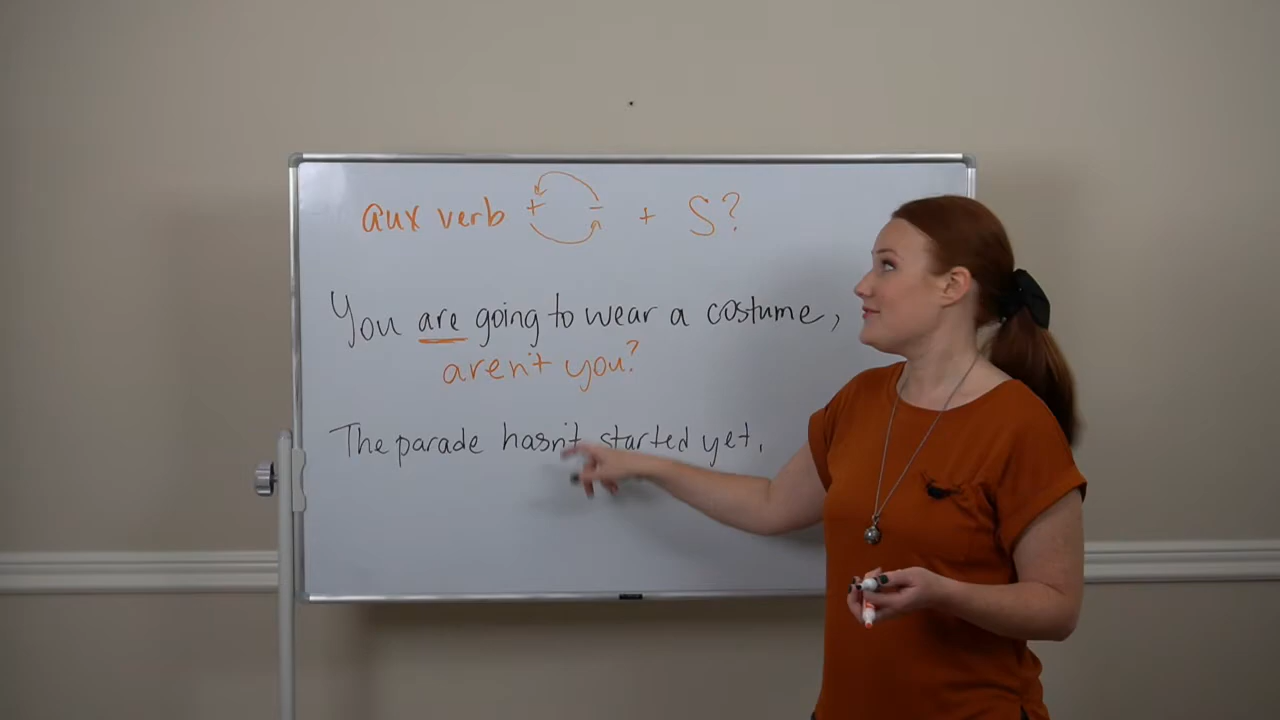 aux verb + - + S?
You are going to wear a costume,
aren't you?
The parade hasn't started yet,